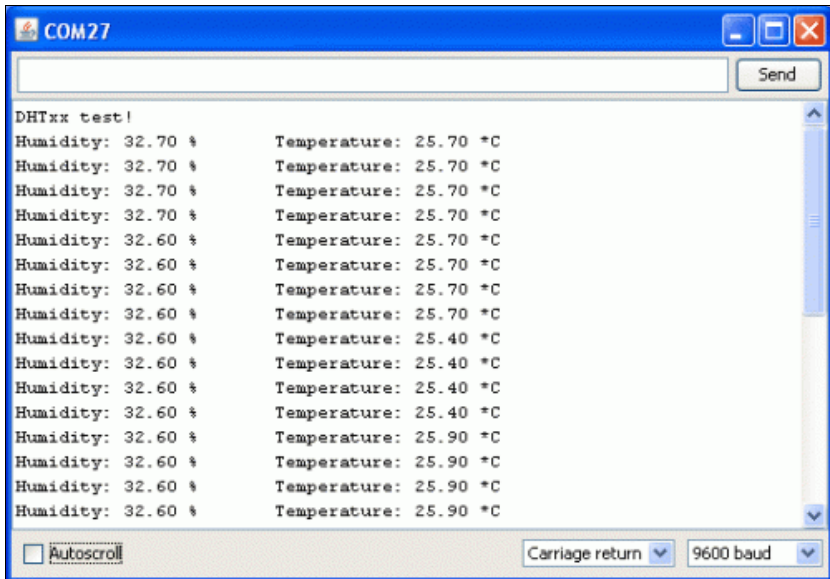 COM27
Send
DHTxx test!
Humidity: 32.70 % Temperature: 25.70 *C
Humidity: 32.70 % Temperature: 25.70 *C
Humidity: 32.70 % Temperature: 25.70 *C
Humidity: 32.70 % Temperature: 25.70 *C
Humidity: 32.60 % Temperature: 25.70 *C
Humidity: 32.60 % Temperature: 25.70 *C
Humidity: 32.60 % Temperature: 25.70 *C
Humidity: 32.60 % Temperature: 25.70 *C
Humidity: 32.60 % Temperature: 25.40 *C
Humidity: 32.60 % Temperature: 25.40 *C
Humidity: 32.60 % Temperature: 25.40 *C
Humidity: 32.60 % Temperature: 25.40 *C
Humidity: 32.60 % Temperature: 25.90 *C
Humidity: 32.60 % Temperature: 25.90 *C
Humidity: 32.60 % Temperature: 25.90 *C
Humidity: 32.60 % Temperature: 25.90 *C
Autoscroll Carriage return 9600 baud